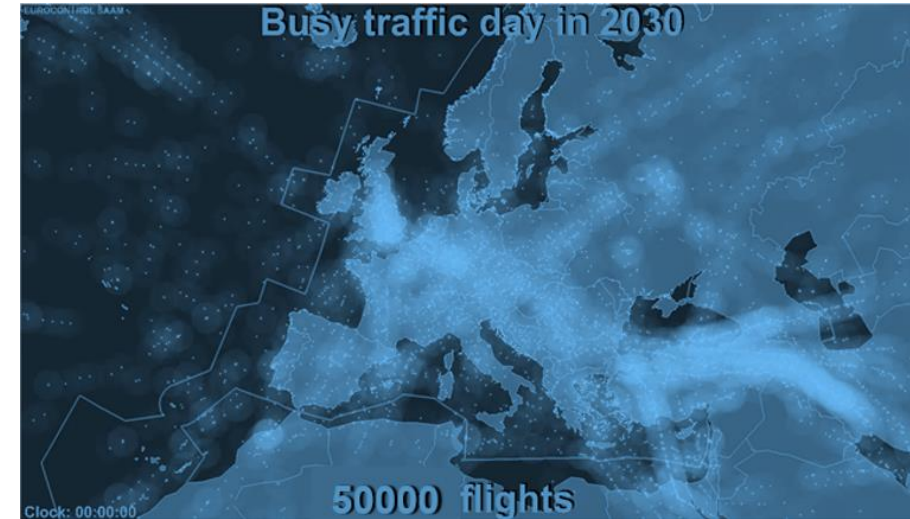 EUROCONTROL SAAM
Busy traffic day in 2030
50000 flights
Clock: 00:00:00